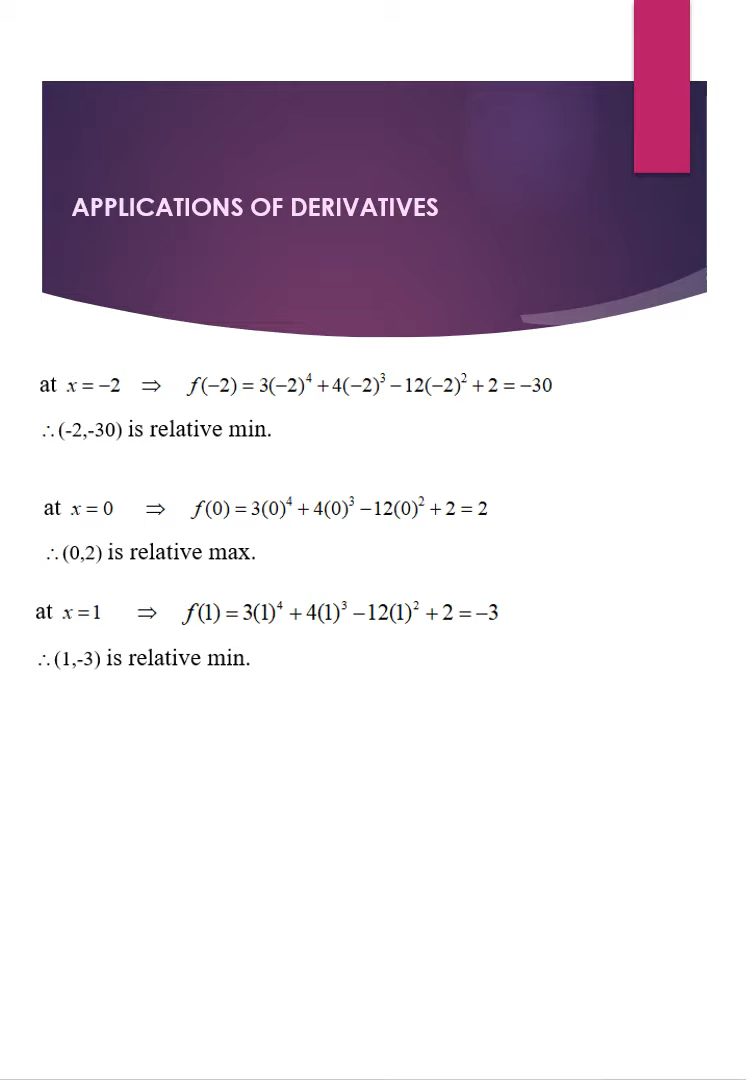 APPLICATIONS OF DERIVATIVES
at x = −2 ⇒ f(−2) = 3(−2)⁴ + 4(−2)³ − 12(−2)² + 2 = −30
∴ (-2,-30) is relative min.
at x = 0 ⇒ f(0) = 3(0)⁴ + 4(0)³ − 12(0)² + 2 = 2
∴ (0,2) is relative max.
at x = 1 ⇒ f(1) = 3(1)⁴ + 4(1)³ − 12(1)² + 2 = −3
∴ (1,-3) is relative min.